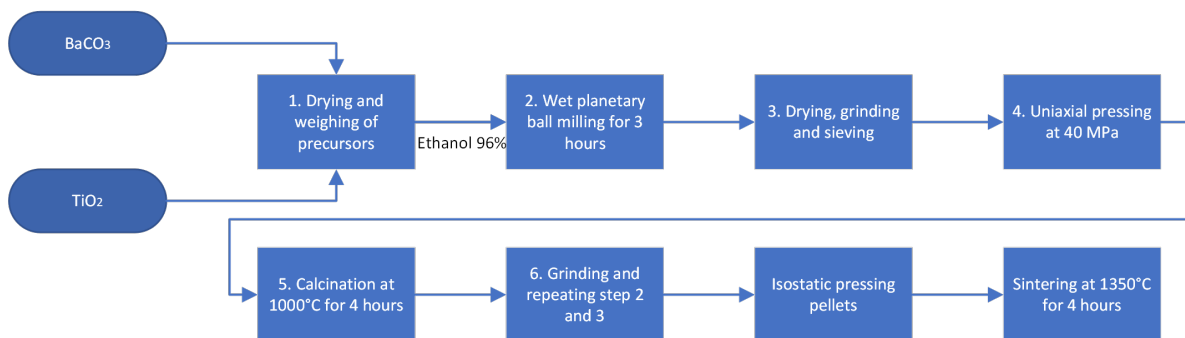 BaCO₃
1. Drying and
weighing of
precursors
Ethanol 96%
2. Wet planetary
ball milling for 3
hours
3. Drying, grinding
and sieving
4. Uniaxial pressing
at 40 MPa
TiO₂
5. Calcination at
1000°C for 4 hours
6. Grinding and
repeating step 2
and 3
Isostatic pressing
pellets
Sintering at 1350°C
for 4 hours